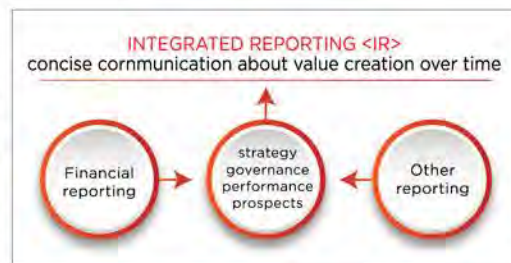 INTEGRATED REPORTING <IR>
concise cornmunication about value creation over time
Financial
reporting
strategy
governance
performance
prospects
Other
reporting